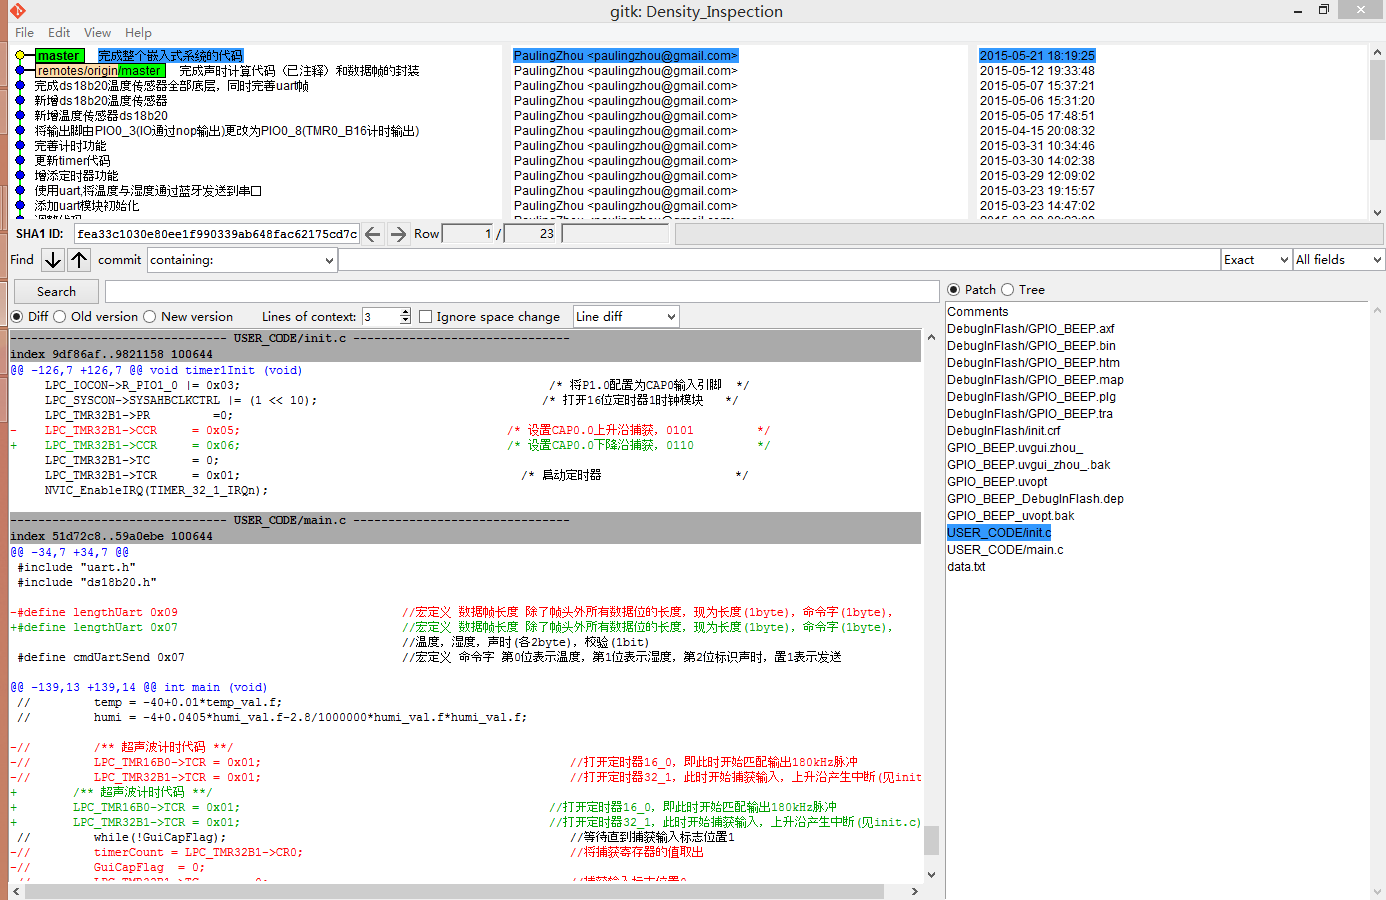 gitk: Density_Inspection
File Edit View Help
master 完成整个嵌入式系统的代码 PaulingZhou <paulingzhou@gmail.com> 2015-05-21 18:19:25
remotes/origin/master 完成声时计算代码（已注释）和数据帧的封装 PaulingZhou <paulingzhou@gmail.com> 2015-05-12 19:33:48
完成ds18b20温度传感器全部底层，同时完善uart帧 PaulingZhou <paulingzhou@gmail.com> 2015-05-07 15:37:21
新增ds18b20温度传感器 PaulingZhou <paulingzhou@gmail.com> 2015-05-06 15:31:20
新增温度传感器ds18b20 PaulingZhou <paulingzhou@gmail.com> 2015-05-05 17:48:51
将输出脚由PIO0_3(IO通过nop输出)更改为PIO0_8(TMR0_B16计时输出) PaulingZhou <paulingzhou@gmail.com> 2015-04-15 20:08:32
完善计时功能 PaulingZhou <paulingzhou@gmail.com> 2015-03-31 10:34:46
更新timer代码 PaulingZhou <paulingzhou@gmail.com> 2015-03-30 14:02:38
增添定时器功能 PaulingZhou <paulingzhou@gmail.com> 2015-03-29 12:09:02
使用uart,将温度与湿度通过蓝牙发送到串口 PaulingZhou <paulingzhou@gmail.com> 2015-03-23 19:15:57
添加uart模块初始化 PaulingZhou <paulingzhou@gmail.com> 2015-03-23 14:47:02
PaulingZhou <paulingzhou@gmail.com>
SHA1 ID: fea33c1030e80ee1f990339ab648fac62175cd7c Row 1 / 23
Find commit containing: Exact All fields
Search
Patch Tree
Diff Old version New version Lines of context: 3 Ignore space change Line diff
------------------------------- USER_CODE/init.c -------------------------------
index 9df86af..9821158 100644
@@ -126,7 +126,7 @@ void timer1Init (void)
LPC_IOCON->R_PIO1_0 |= 0x03; /* 将P1.0配置为CAP0输入引脚 */
LPC_SYSCON->SYSAHBCLKCTRL |= (1 << 10); /* 打开16位定时器1时钟模块 */
LPC_TMR32B1->PR =0;
- LPC_TMR32B1->CCR = 0x05; /* 设置CAP0.0上升沿捕获，0101 */
+ LPC_TMR32B1->CCR = 0x06; /* 设置CAP0.0下降沿捕获，0110 */
LPC_TMR32B1->TC = 0;
LPC_TMR32B1->TCR = 0x01; /* 启动定时器 */
NVIC_EnableIRQ(TIMER_32_1_IRQn);
------------------------------- USER_CODE/main.c -------------------------------
index 51d72c8..59a0ebe 100644
@@ -34,7 +34,7 @@
#include "uart.h"
#include "ds18b20.h"
-#define lengthUart 0x09 //宏定义 数据帧长度 除了帧头外所有数据位的长度，现为长度(1byte)，命令字(1byte)，
+#define lengthUart 0x07 //宏定义 数据帧长度 除了帧头外所有数据位的长度，现为长度(1byte)，命令字(1byte)，
//温度，湿度，声时(各2byte)，校验(1bit)
#define cmdUartSend 0x07 //宏定义 命令字 第0位表示温度，第1位表示湿度，第2位标识声时，置1表示发送
@@ -139,13 +139,14 @@ int main (void)
// temp = -40+0.01*temp_val.f;
// humi = -4+0.0405*humi_val.f-2.8/1000000*humi_val.f*humi_val.f;
-// /** 超声波计时代码 **/
-// LPC_TMR16B0->TCR = 0x01; //打开定时器16_0，即此时开始匹配输出180kHz脉冲
-// LPC_TMR32B1->TCR = 0x01; //打开定时器32_1，此时开始捕获输入，上升沿产生中断(见init
+ /** 超声波计时代码 **/
+ LPC_TMR16B0->TCR = 0x01; //打开定时器16_0，即此时开始匹配输出180kHz脉冲
+ LPC_TMR32B1->TCR = 0x01; //打开定时器32_1，此时开始捕获输入，上升沿产生中断(见init.c)
// while(!GuiCapFlag); //等待直到捕获输入标志位置1
-// timerCount = LPC_TMR32B1->CR0; //将捕获寄存器的值取出
-// GuiCapFlag = 0;
Comments
DebugInFlash/GPIO_BEEP.axf
DebugInFlash/GPIO_BEEP.bin
DebugInFlash/GPIO_BEEP.htm
DebugInFlash/GPIO_BEEP.map
DebugInFlash/GPIO_BEEP.plg
DebugInFlash/GPIO_BEEP.tra
DebugInFlash/init.crf
GPIO_BEEP.uvgui.zhou_
GPIO_BEEP.uvgui_zhou_.bak
GPIO_BEEP.uvopt
GPIO_BEEP_DebugInFlash.dep
GPIO_BEEP_uvopt.bak
USER_CODE/init.c
USER_CODE/main.c
data.txt